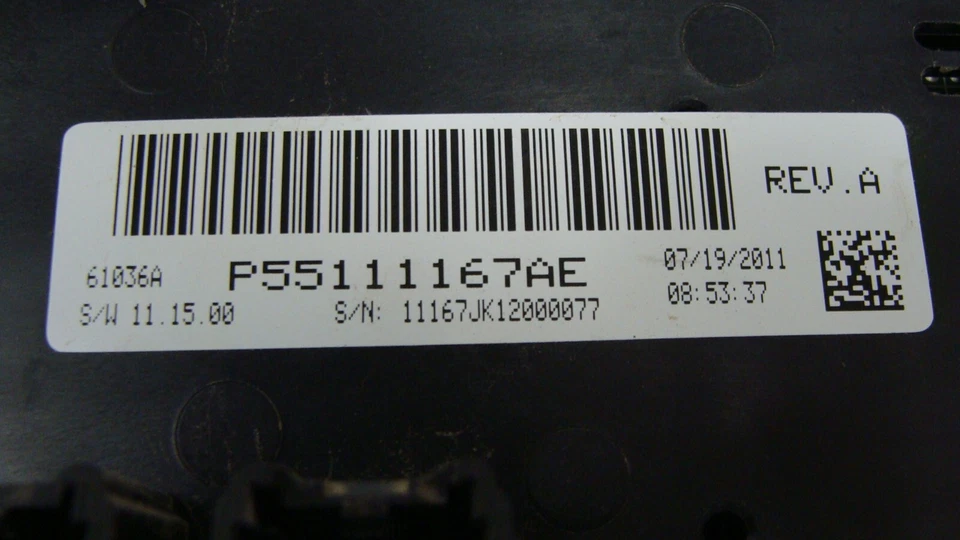 REV.A
61036A P55111167AE 07/19/2011
08:53:37
S/W 11.15.00 S/N: 11167JK12000077